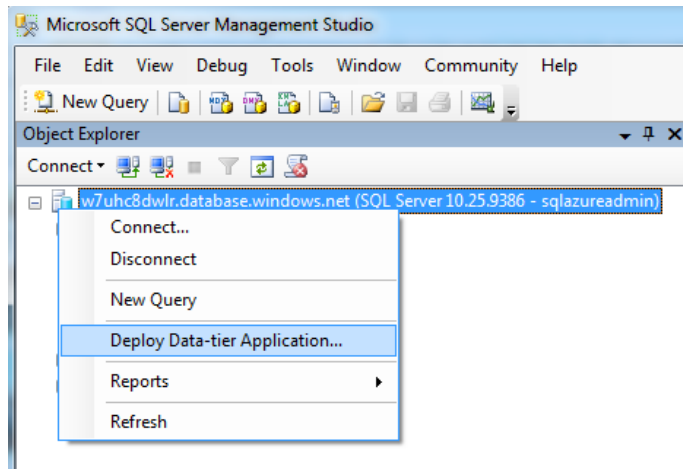 Microsoft SQL Server Management Studio
File Edit View Debug Tools Window Community Help
New Query
Object Explorer
Connect
w7uhc8dwlr.database.windows.net (SQL Server 10.25.9386 - sqlazureadmin)
Connect...
Disconnect
New Query
Deploy Data-tier Application...
Reports
Refresh